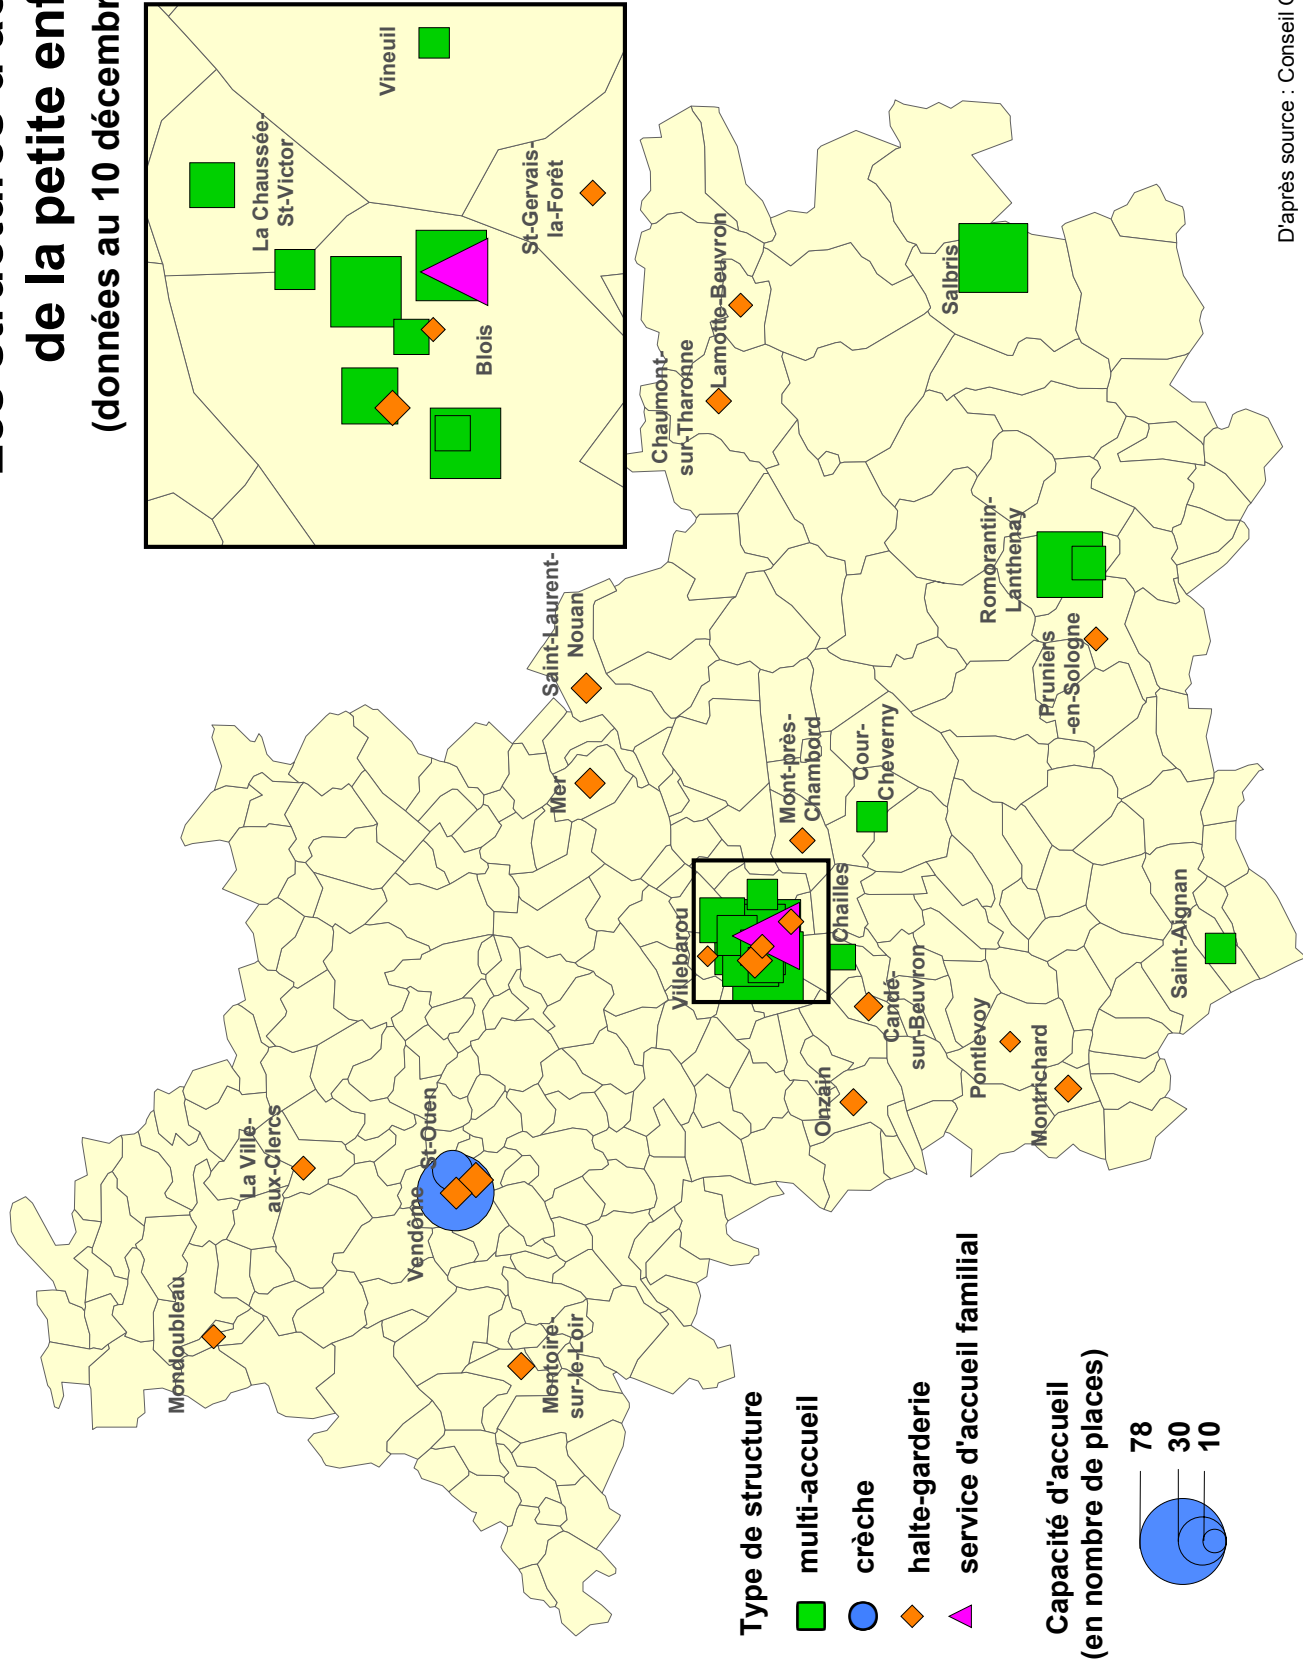 de la petite enf
(données au 10 décembr
Vineuil
La Chaussée-
St-Victor
St-Gervais-
la-Forêt
Blois
Lamotte-Beuvron
Chaumont-
sur-Tharonne
Salbris
Romorantin-
Lanthenay
Pruniers
-en-Sologne
Saint-Laurent-
Nouan
Mer
Mont-près-
Chambord
Cour-
Cheverny
Villebarou
Chailles
Candé-
sur-Beuvron
Onzain
Pontlevoy
Montrichard
Saint-Aignan
La Ville-
aux-Clercs
St-Ouen
Vendôme
Mondoubleau
Montoire-
sur-le-Loir
Type de structure
multi-accueil
crèche
halte-garderie
service d'accueil familial
Capacité d'accueil
(en nombre de places)
78
30
10
D'après source : Conseil